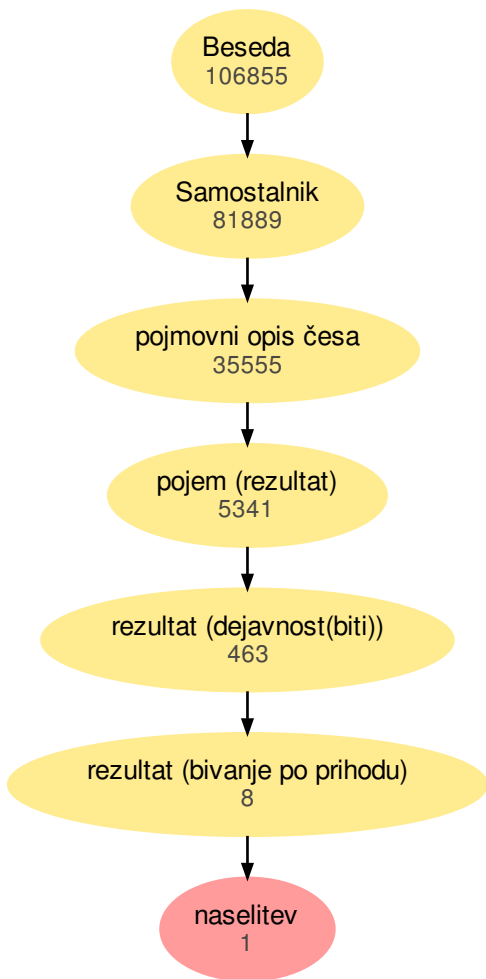 Beseda
106855
Samostalnik
81889
pojmovni opis česa
35555
pojem (rezultat)
5341
rezultat (dejavnost(biti))
463
rezultat (bivanje po prihodu)
8
naselitev
1